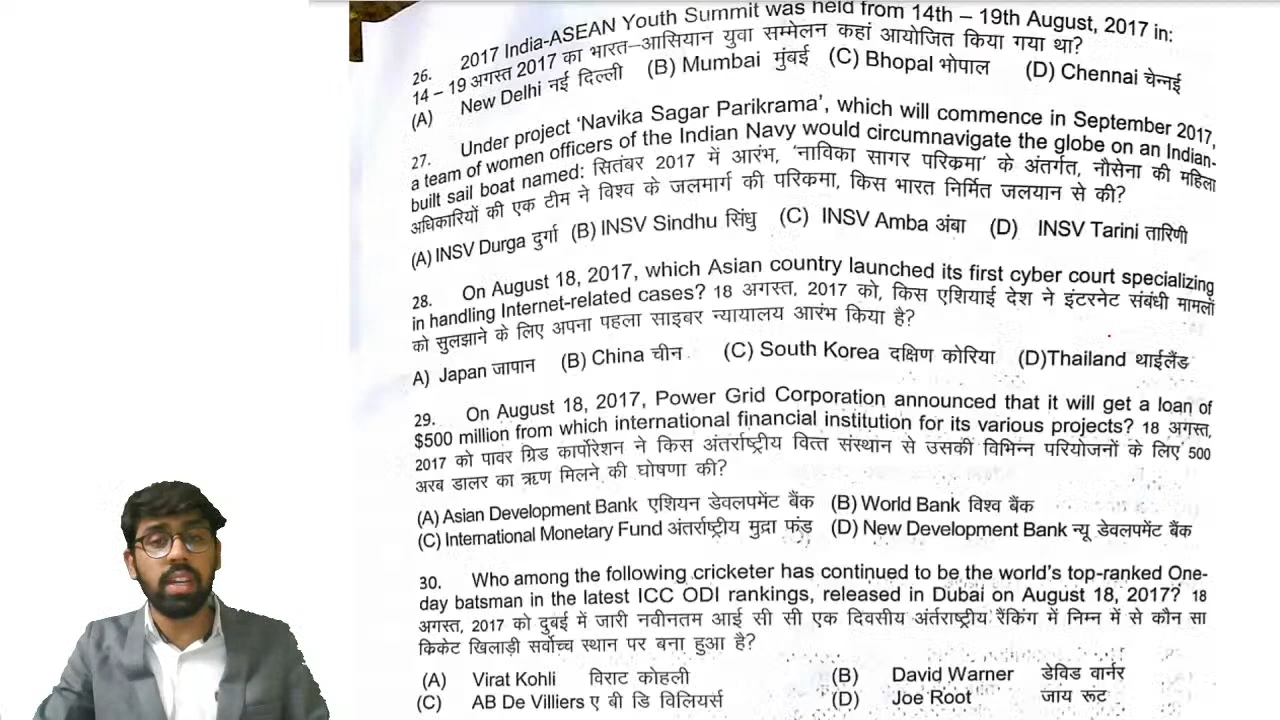 26. 2017 India-ASEAN Youth Summit was held from 14th – 19th August, 2017 in:
14 – 19 अगस्त 2017 का भारत–आसियान युवा सम्मेलन कहां आयोजित किया गया था?
(A) New Delhi नई दिल्ली (B) Mumbai मुंबई (C) Bhopal भोपाल (D) Chennai चेन्नई
27. Under project 'Navika Sagar Parikrama', which will commence in September 2017,
a team of women officers of the Indian Navy would circumnavigate the globe on an Indian-
built sail boat named: सितंबर 2017 में आरंभ, 'नाविका सागर परिकमा' के अंतर्गत, नौसेना की महिला
अधिकारियों की एक टीम ने विश्व के जलमार्ग की परिकमा, किस भारत निर्मित जलयान से की?
(A) INSV Durga दुर्गा (B) INSV Sindhu सिंधु (C) INSV Amba अंबा (D) INSV Tarini तारिणी
28. On August 18, 2017, which Asian country launched its first cyber court specializing
in handling Internet-related cases? 18 अगस्त, 2017 को, किस एशियाई देश ने इंटरनेट संबंधी मामलों
को सुलझाने के लिए अपना पहला साइबर न्यायालय आरंभ किया है?
A) Japan जापान (B) China चीन (C) South Korea दक्षिण कोरिया (D)Thailand थाईलैंड
29. On August 18, 2017, Power Grid Corporation announced that it will get a loan of
$500 million from which international financial institution for its various projects? 18 अगस्त,
2017 को पावर ग्रिड कार्पोरेशन ने किस अंतर्राष्ट्रीय वित्त संस्थान से उसकी विभिन्न परियोजनों के लिए 500
अरब डालर का ऋण मिलने की घोषणा की?
(A) Asian Development Bank एशियन डेवलपमेंट बैंक (B) World Bank विश्व बैंक
(C) International Monetary Fund अंतर्राष्ट्रीय मुद्रा फंड (D) New Development Bank न्यू डेवलपमेंट बैंक
30. Who among the following cricketer has continued to be the world's top-ranked One-
day batsman in the latest ICC ODI rankings, released in Dubai on August 18, 2017? 18
अगस्त, 2017 को दुबई में जारी नवीनतम आई सी सी एक दिवसीय अंर्तराष्ट्रीय रैंकिंग में निम्न में से कौन सा
किकेट खिलाड़ी सर्वोच्च स्थान पर बना हुआ है?
(A) Virat Kohli विराट कोहली (B) David Warner डेविड वार्नर
(C) AB De Villiers ए बी डि विलियर्स (D) Joe Root जाय रूंट